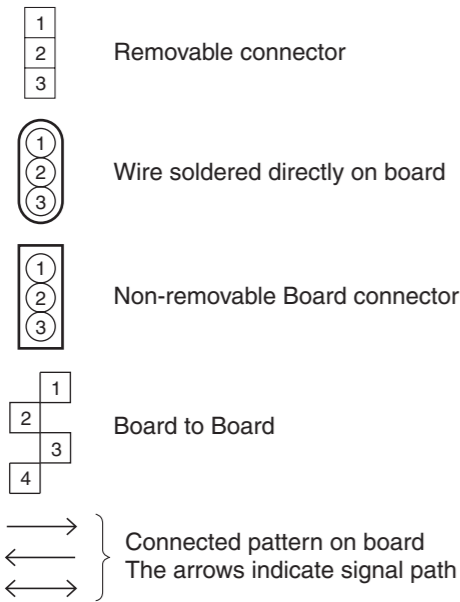 1
2
3
Removable connector
1
2
3
Wire soldered directly on board
1
2
3
Non-removable Board connector
1
2
3
4
Board to Board
Connected pattern on board
The arrows indicate signal path